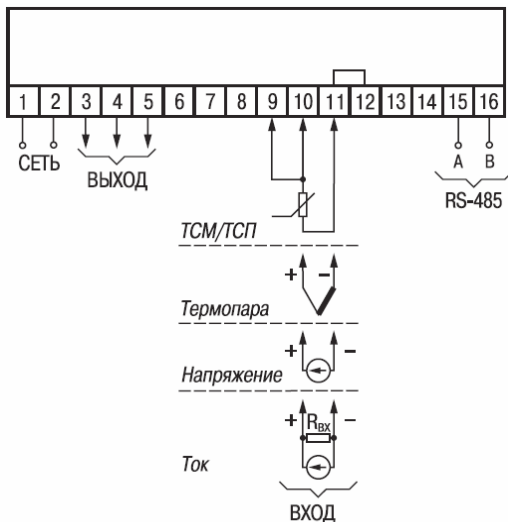 1 2 3 4 5 6 7 8 9 10 11 12 13 14 15 16
СЕТЬ
ВЫХОД
A B
RS-485
ТСМ/ТСП
+ –
Термопара
+ –
Напряжение
+ –
Rвх
Ток
ВХОД